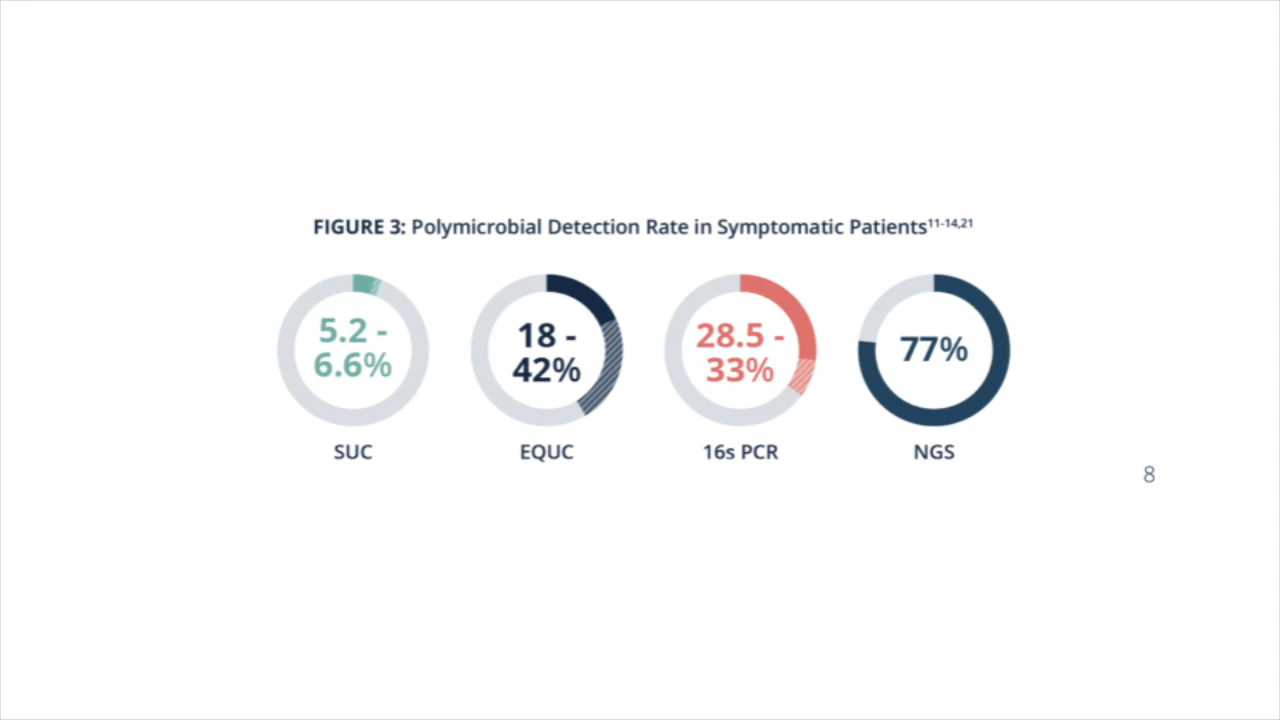 FIGURE 3: Polymicrobial Detection Rate in Symptomatic Patients11-14,21
5.2 -
6.6%
SUC
18 -
42%
EQUC
28.5 -
33%
16s PCR
77%
NGS
8